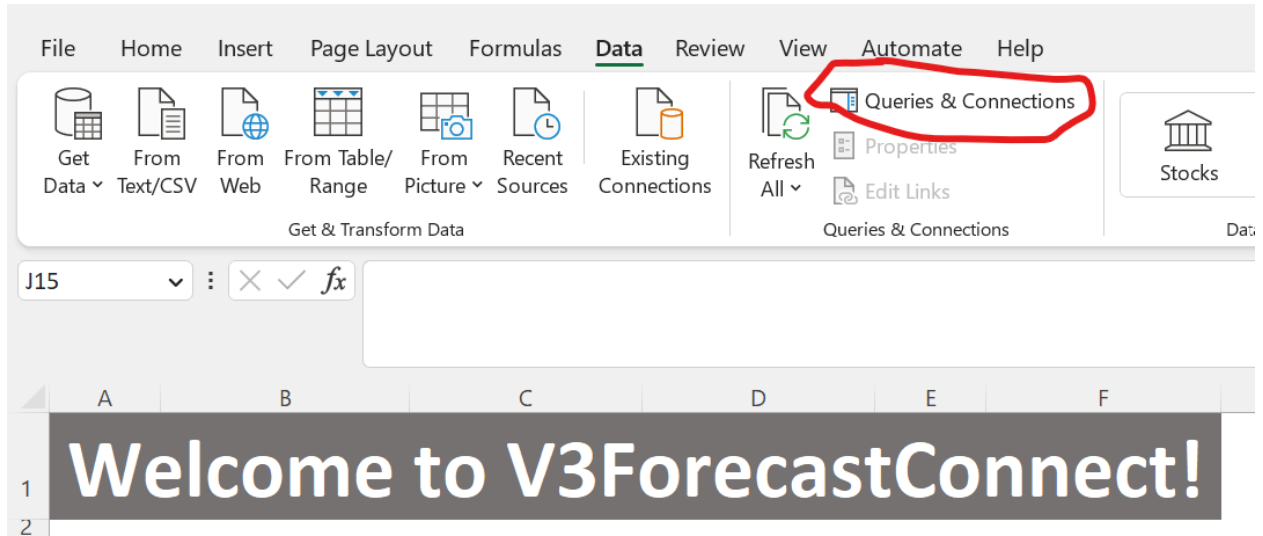 File Home Insert Page Layout Formulas Data Review View Automate Help
Get Data
From Text/CSV
From Web
From Table/ Range
From Picture
Recent Sources
Existing Connections
Refresh All
Queries & Connections
Properties
Edit Links
Stocks
Get & Transform Data
Queries & Connections
J15
fx
A B C D E F
1
Welcome to V3ForecastConnect!
2